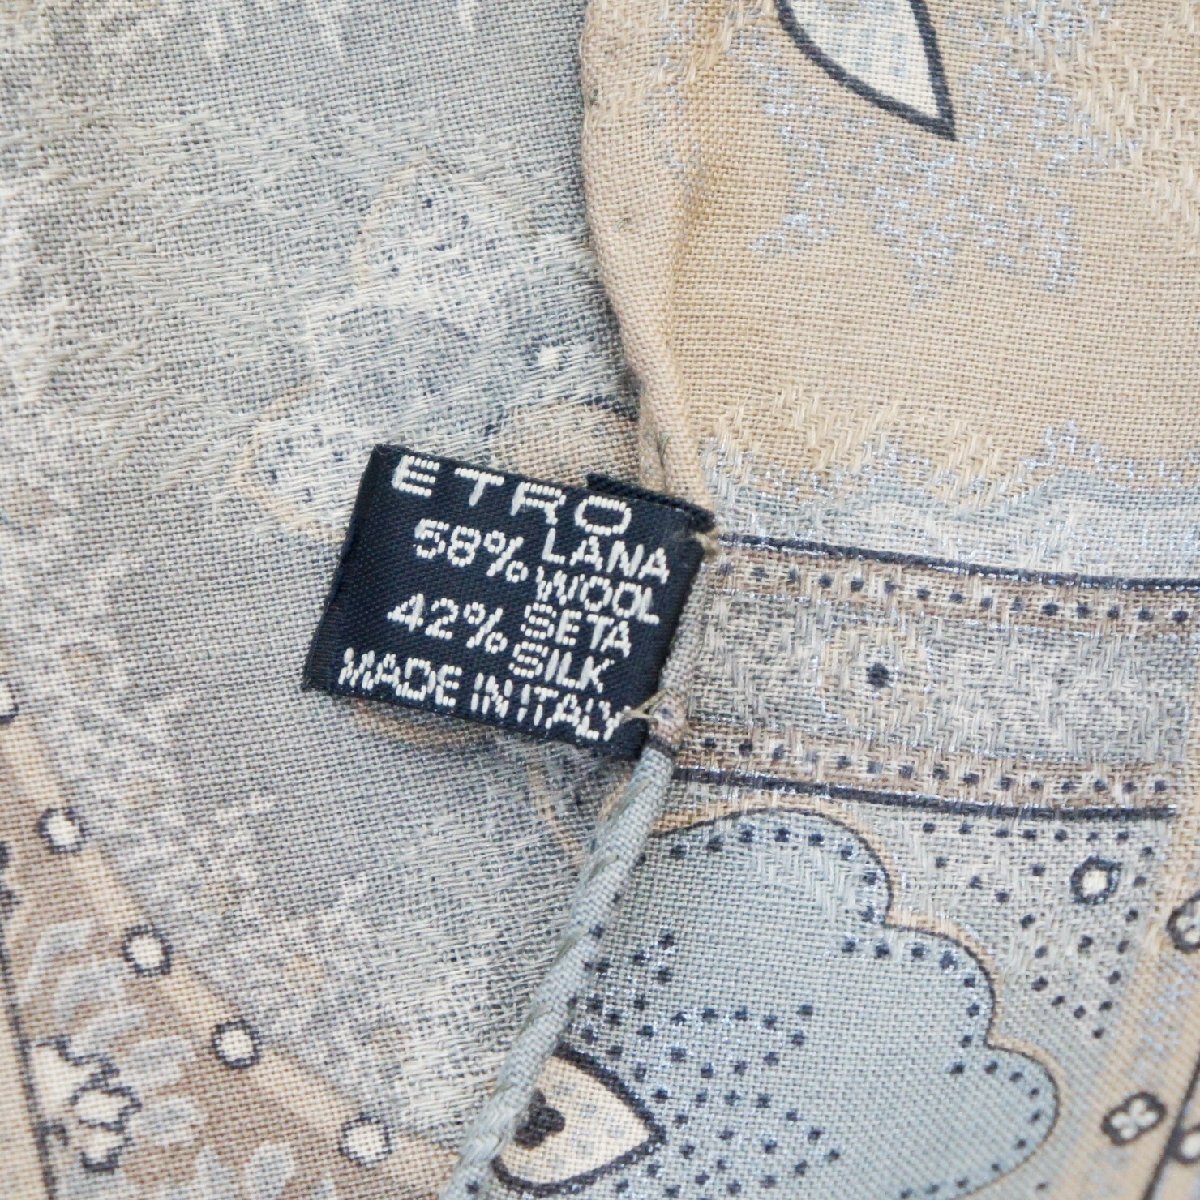 ETRO
58% LANA
WOOL
42% SETA
SILK
MADE IN ITALY